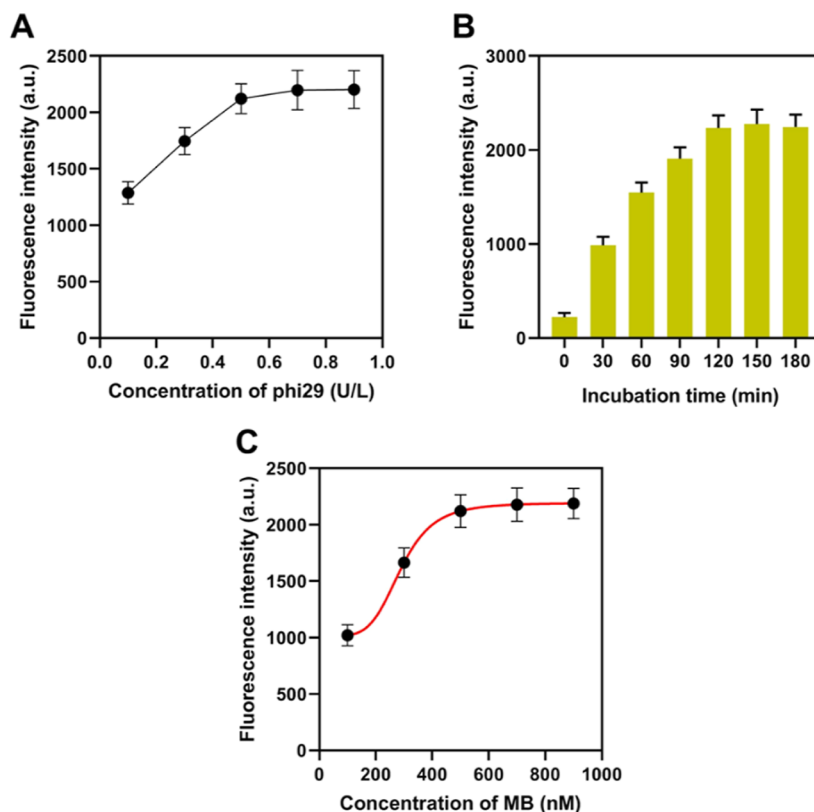 A
Fluorescence intensity (a.u.)
2500
2000
1500
1000
500
0
0.0 0.2 0.4 0.6 0.8 1.0
Concentration of phi29 (U/L)
B
Fluorescence intensity (a.u.)
3000
2000
1000
0
0 30 60 90 120 150 180
Incubation time (min)
C
Fluorescence intensity (a.u.)
2500
2000
1500
1000
500
0
0 200 400 600 800 1000
Concentration of MB (nM)